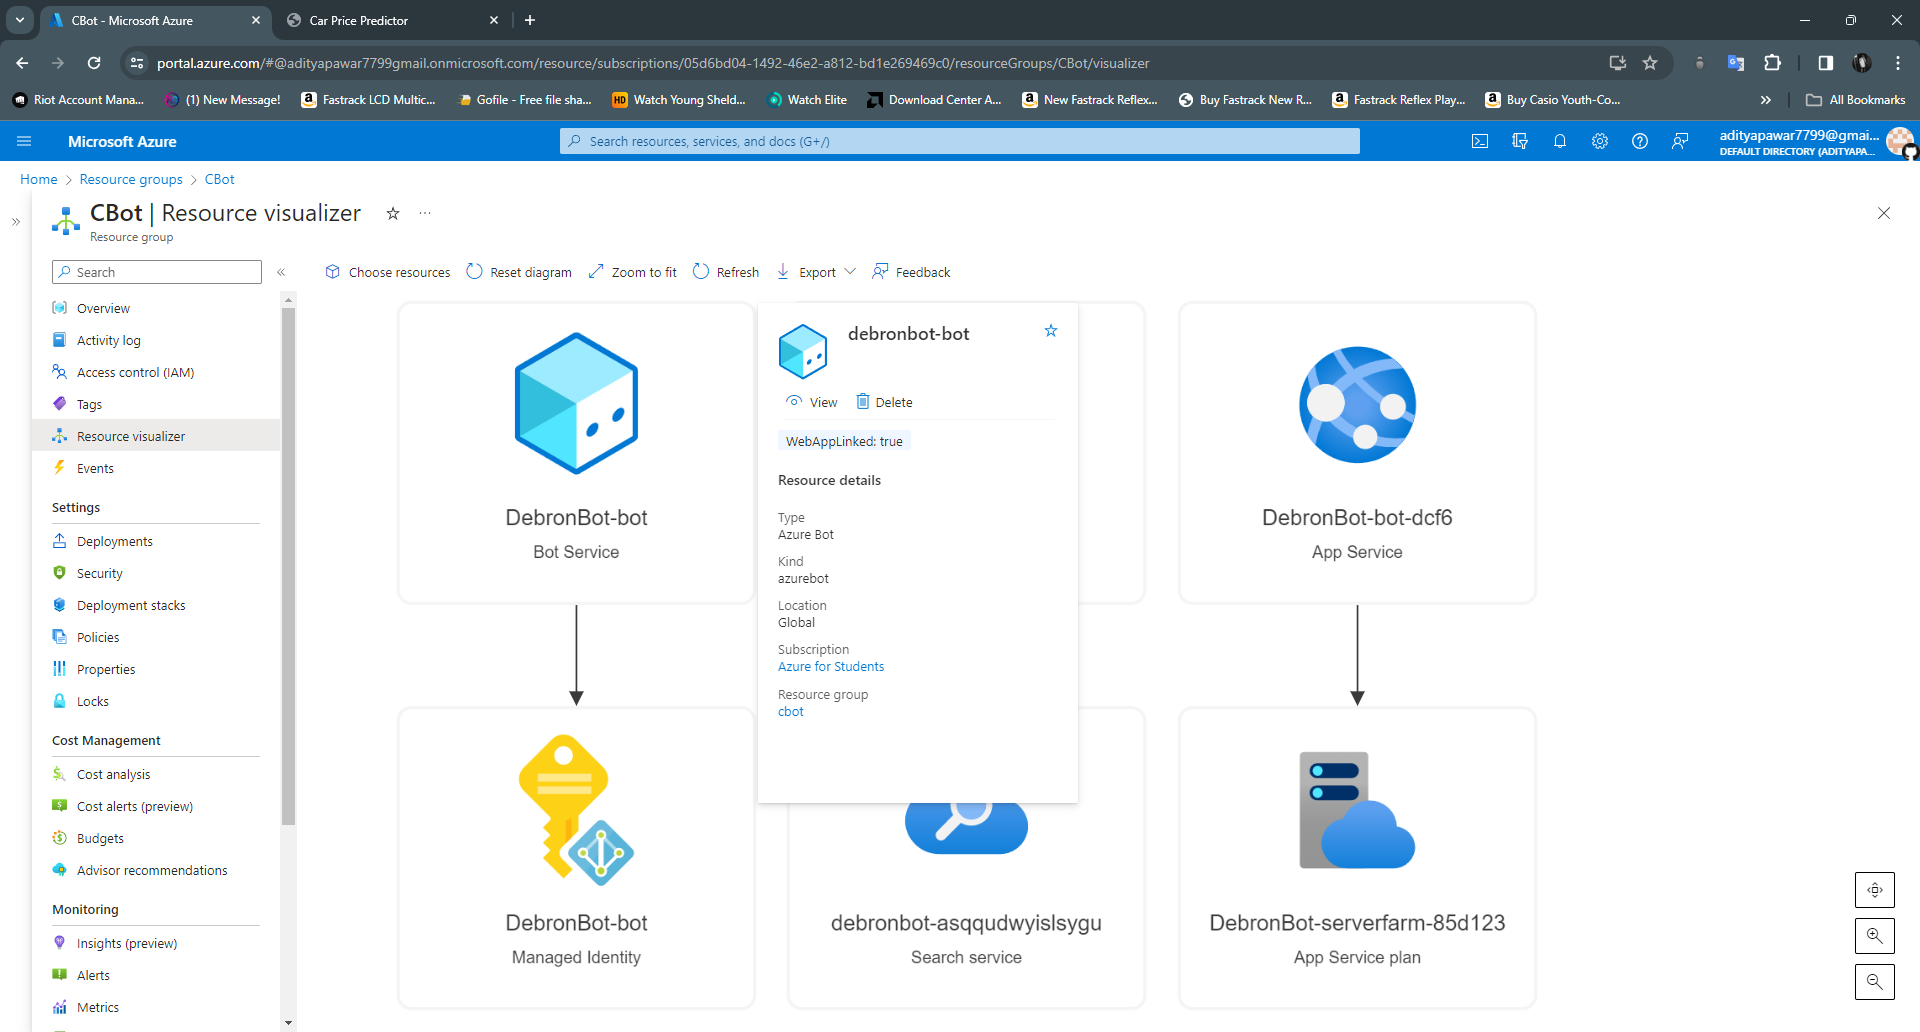 CBot - Microsoft Azure
Car Price Predictor
portal.azure.com/#@adityapawar7799gmail.onmicrosoft.com/resource/subscriptions/05d6bd04-1492-46e2-a812-bd1e269469c0/resourceGroups/CBot/visualizer
Riot Account Mana...
(1) New Message!
Fastrack LCD Multic...
Gofile - Free file sha...
Watch Young Sheld...
Watch Elite
Download Center A...
New Fastrack Reflex...
Buy Fastrack New R...
Fastrack Reflex Play...
Buy Casio Youth-Co...
All Bookmarks
Microsoft Azure
Search resources, services, and docs (G+/)
adityapawar7799@gmai...
DEFAULT DIRECTORY (ADITYAPA...
Home > Resource groups > CBot
CBot | Resource visualizer
Resource group
Search
Choose resources
Reset diagram
Zoom to fit
Refresh
Export
Feedback
Overview
Activity log
Access control (IAM)
Tags
Resource visualizer
Events
Settings
Deployments
Security
Deployment stacks
Policies
Properties
Locks
Cost Management
Cost analysis
Cost alerts (preview)
Budgets
Advisor recommendations
Monitoring
Insights (preview)
Alerts
Metrics
DebronBot-bot
Bot Service
debronbot-bot
View
Delete
WebAppLinked: true
Resource details
Type
Azure Bot
Kind
azurebot
Location
Global
Subscription
Azure for Students
Resource group
cbot
DebronBot-bot-dcf6
App Service
DebronBot-bot
Managed Identity
debronbot-asqqudwyislsygu
Search service
DebronBot-serverfarm-85d123
App Service plan